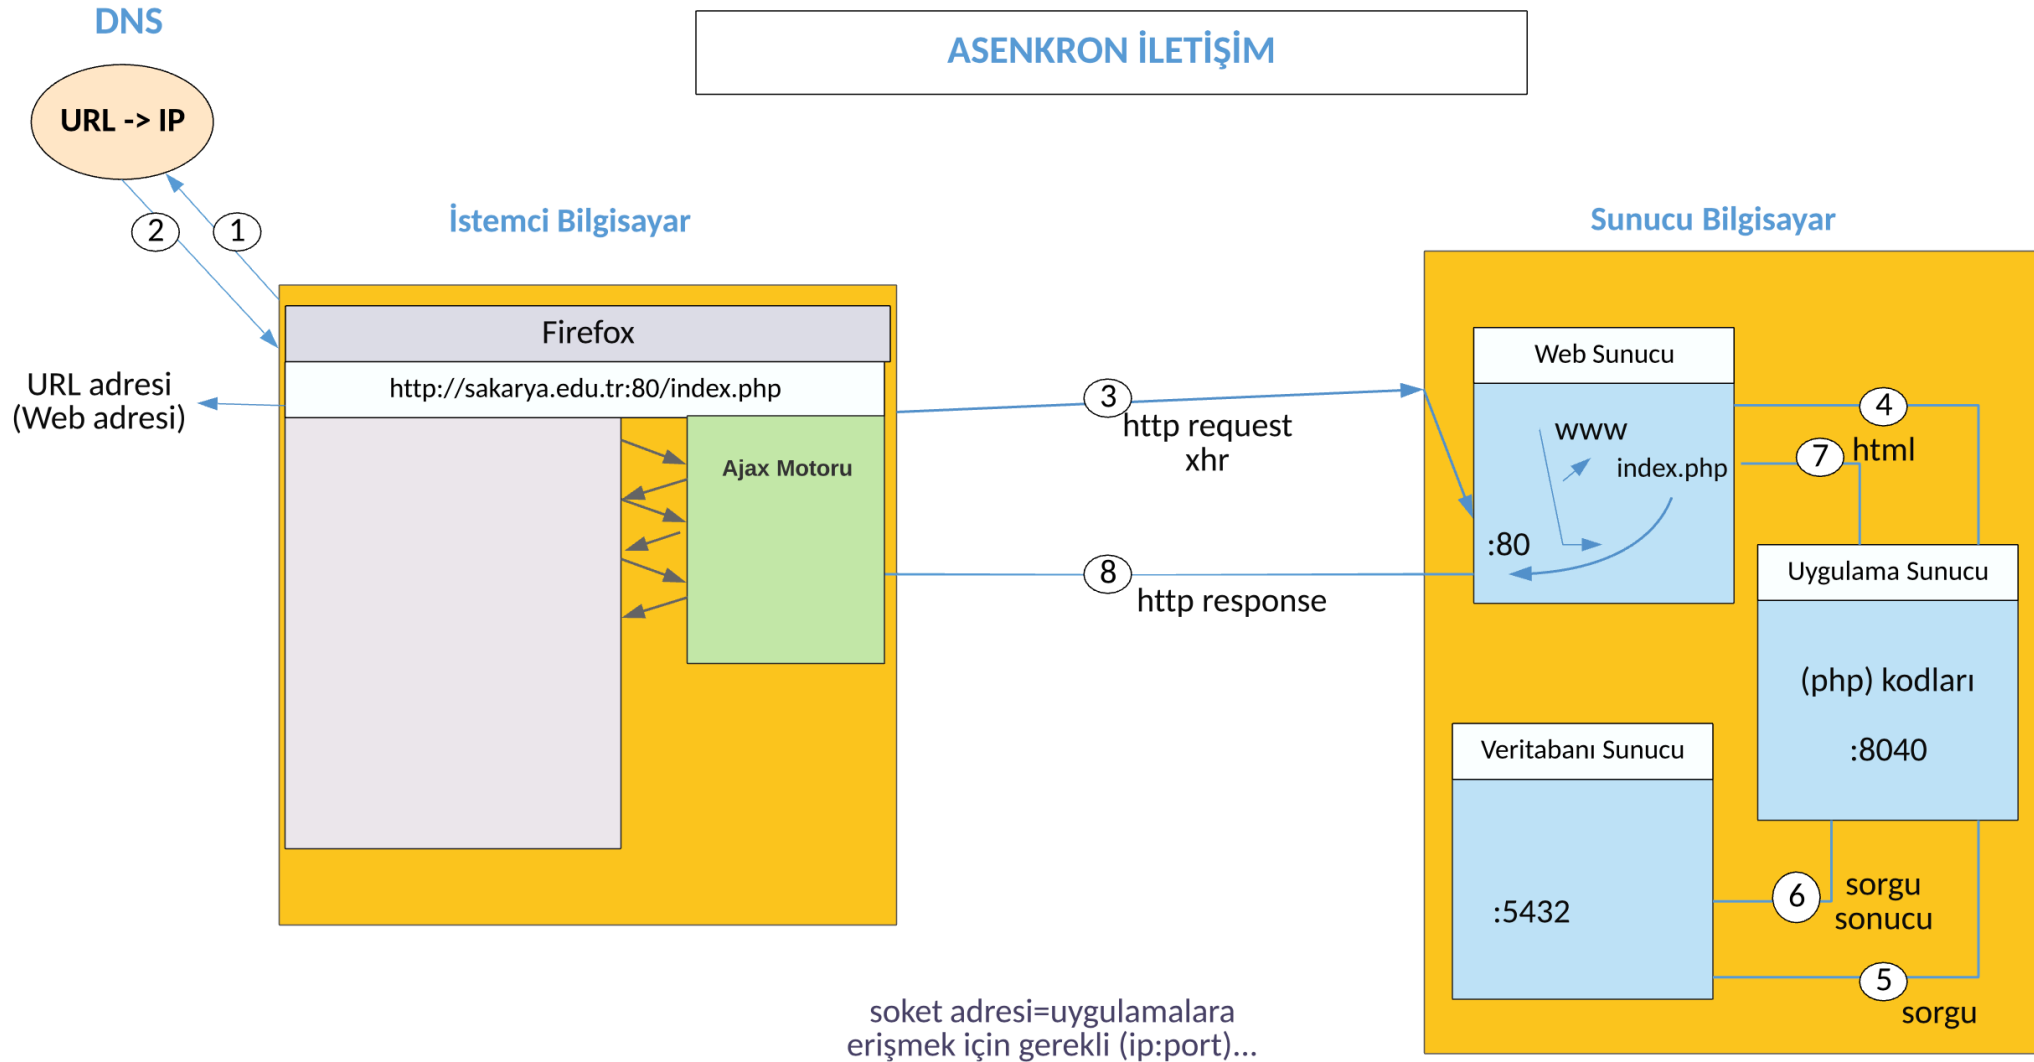 DNS
ASENKRON İLETİŞİM
URL -> IP
2
1
İstemci Bilgisayar
Sunucu Bilgisayar
Firefox
http://sakarya.edu.tr:80/index.php
URL adresi
(Web adresi)
Ajax Motoru
3
http request
xhr
8
http response
Web Sunucu
www
index.php
:80
4
7
html
Uygulama Sunucu
(php) kodları
:8040
Veritabanı Sunucu
:5432
6
sorgu
sonucu
5
sorgu
soket adresi=uygulamalara
erişmek için gerekli (ip:port)...